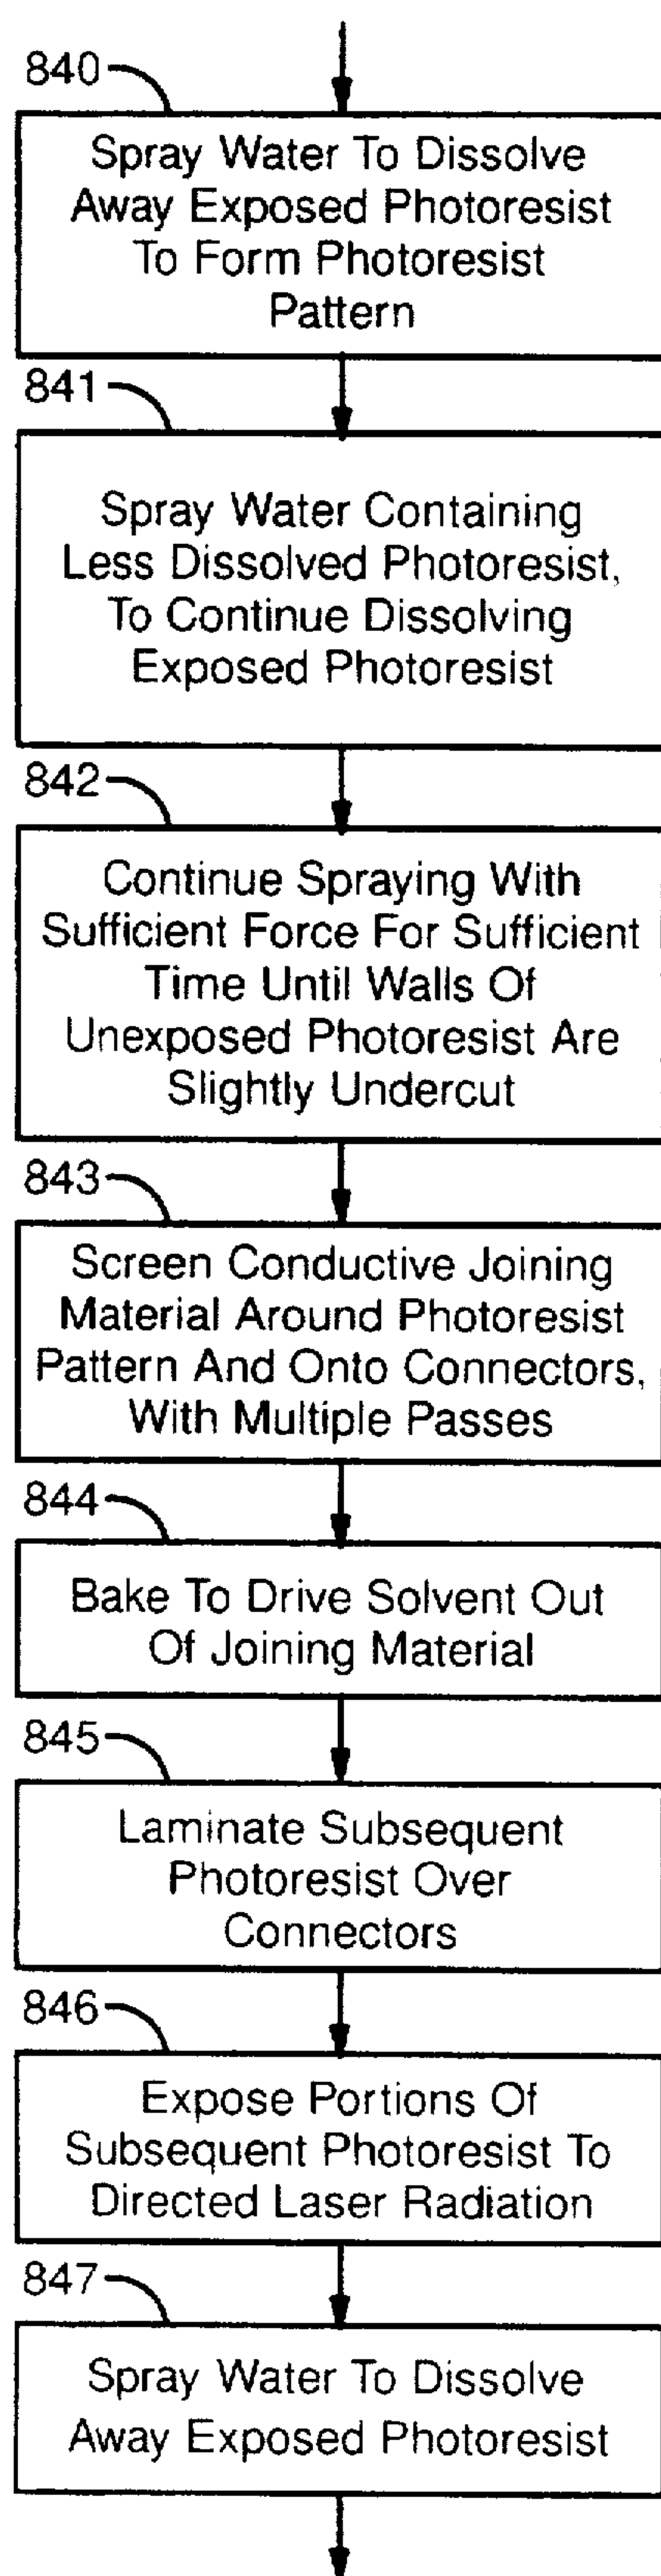 840
Spray Water To Dissolve
Away Exposed Photoresist
To Form Photoresist
Pattern
841
Spray Water Containing
Less Dissolved Photoresist,
To Continue Dissolving
Exposed Photoresist
842
Continue Spraying With
Sufficient Force For Sufficient
Time Until Walls Of
Unexposed Photoresist Are
Slightly Undercut
843
Screen Conductive Joining
Material Around Photoresist
Pattern And Onto Connectors,
With Multiple Passes
844
Bake To Drive Solvent Out
Of Joining Material
845
Laminate Subsequent
Photoresist Over
Connectors
846
Expose Portions Of
Subsequent Photoresist To
Directed Laser Radiation
847
Spray Water To Dissolve
Away Exposed Photoresist